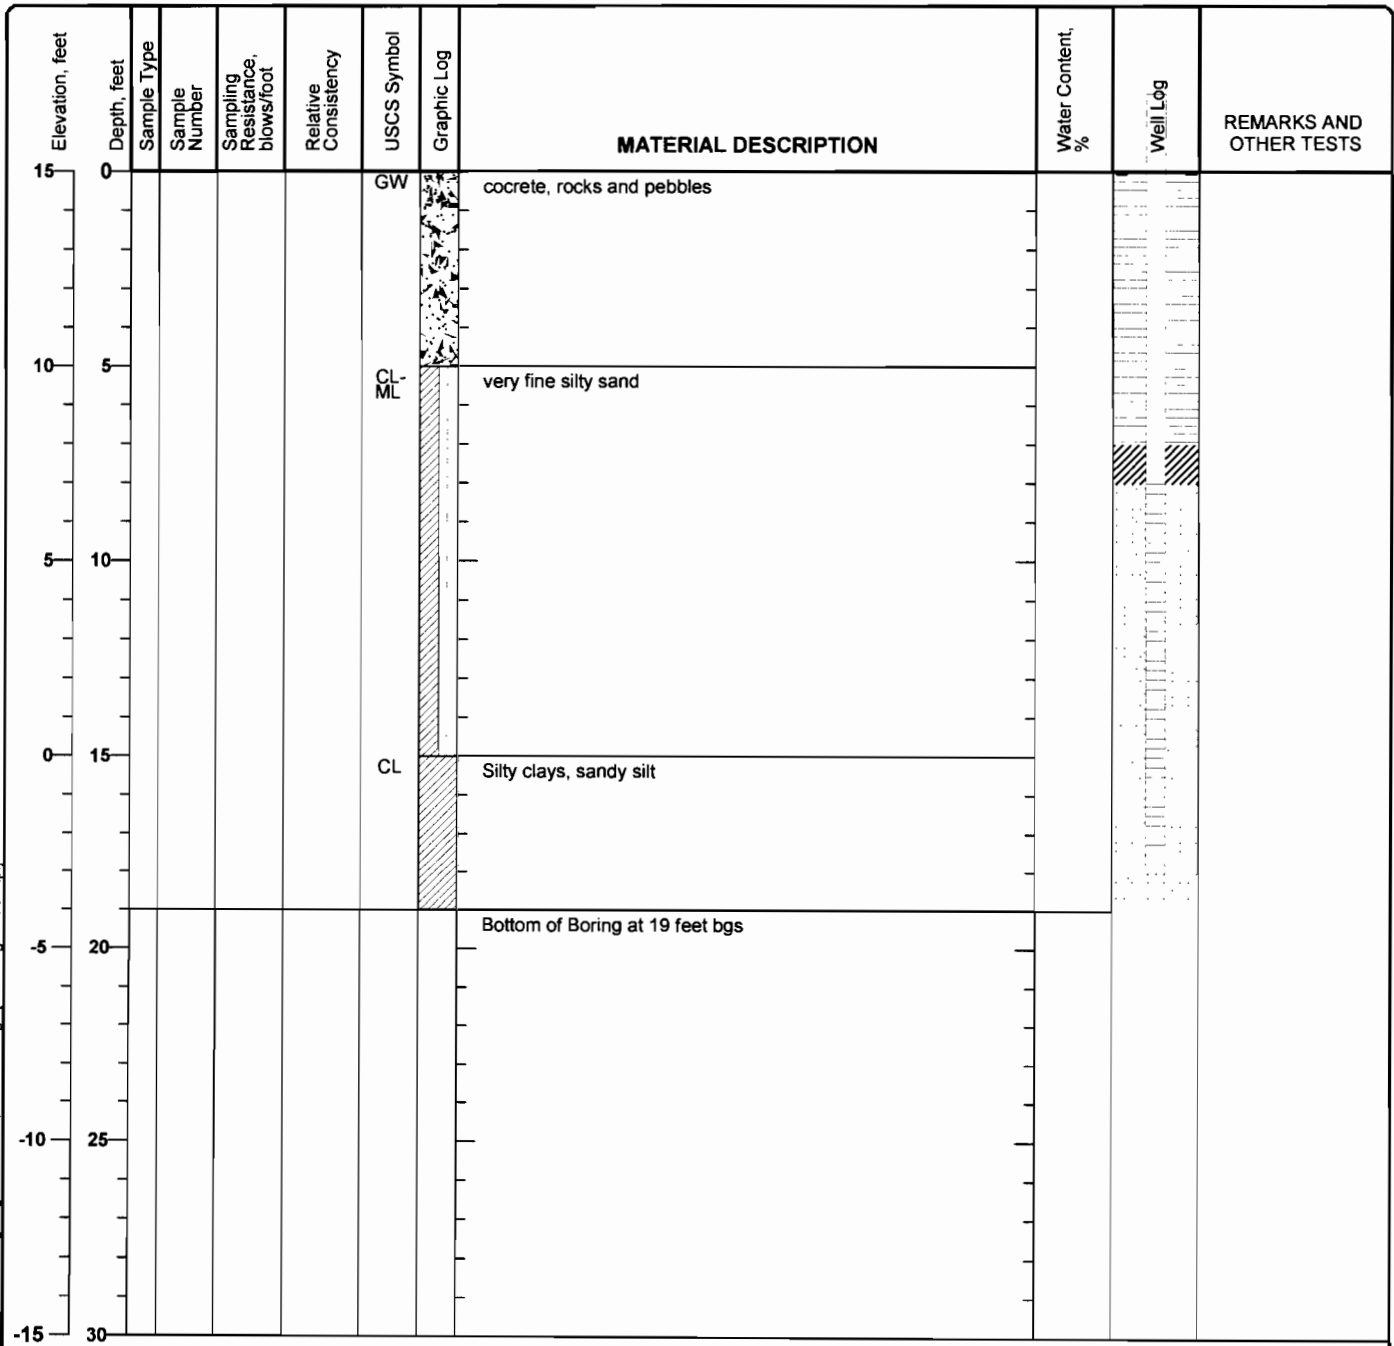 Elevation, feet
Depth, feet
Sample Type
Sample
Number
Sampling
Resistance,
blows/foot
Relative
Consistency
USCS Symbol
Graphic Log
MATERIAL DESCRIPTION
Water Content,
%
Well Log
REMARKS AND
OTHER TESTS
15 0
GW cocrete, rocks and pebbles
10 5
CL-
ML
very fine silty sand
5 10
0 15
CL Silty clays, sandy silt
Bottom of Boring at 19 feet bgs
-5 20
-10 25
-15 30